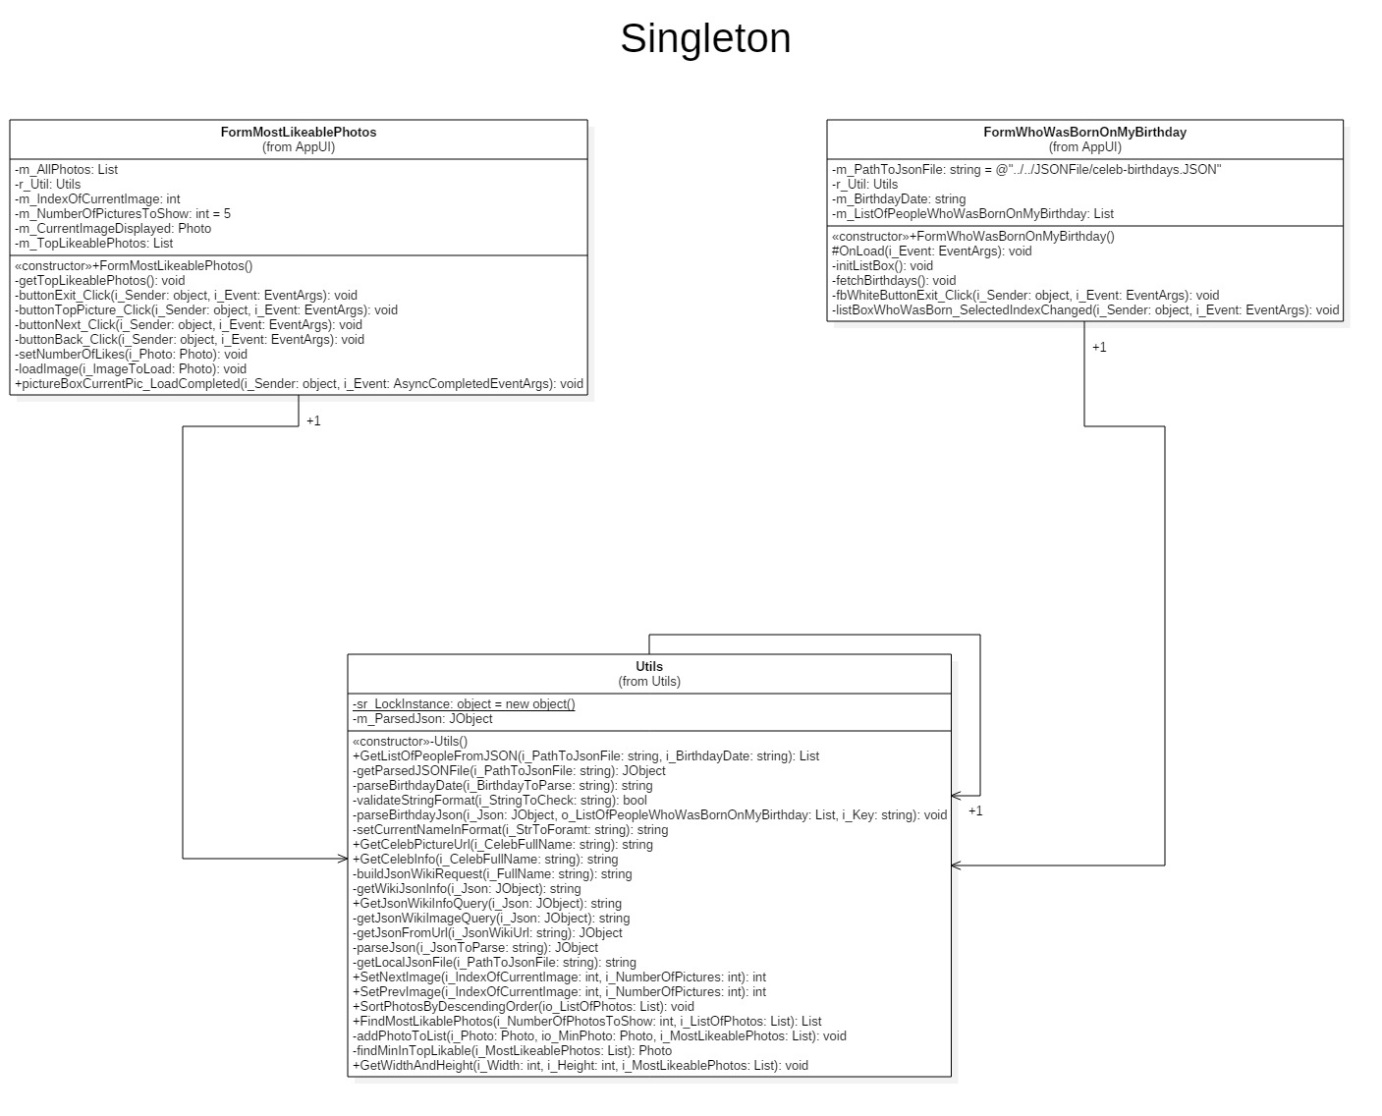 Singleton
FormMostLikeablePhotos
(from AppUI)
-m_AllPhotos: List
-r_Util: Utils
-m_IndexOfCurrentImage: int
-m_NumberOfPicturesToShow: int = 5
-m_CurrentImageDisplayed: Photo
-m_TopLikeablePhotos: List
«constructor»+FormMostLikeablePhotos()
-getTopLikeablePhotos(): void
-buttonExit_Click(i_Sender: object, i_Event: EventArgs): void
-buttonTopPicture_Click(i_Sender: object, i_Event: EventArgs): void
-buttonNext_Click(i_Sender: object, i_Event: EventArgs): void
-buttonBack_Click(i_Sender: object, i_Event: EventArgs): void
-setNumberOfLikes(i_Photo: Photo): void
-loadImage(i_ImageToLoad: Photo): void
+pictureBoxCurrentPic_LoadCompleted(i_Sender: object, i_Event: AsyncCompletedEventArgs): void
+1
FormWhoWasBornOnMyBirthday
(from AppUI)
-m_PathToJsonFile: string = @"../../JSONFile/celeb-birthdays.JSON"
-r_Util: Utils
-m_BirthdayDate: string
-m_ListOfPeopleWhoWasBornOnMyBirthday: List
«constructor»+FormWhoWasBornOnMyBirthday()
#OnLoad(i_Event: EventArgs): void
-initListBox(): void
-fetchBirthdays(): void
-fbWhiteButtonExit_Click(i_Sender: object, i_Event: EventArgs): void
-listBoxWhoWasBorn_SelectedIndexChanged(i_Sender: object, i_Event: EventArgs): void
+1
Utils
(from Utils)
-sr_LockInstance: object = new object()
-m_ParsedJson: JObject
«constructor»-Utils()
+GetListOfPeopleFromJSON(i_PathToJsonFile: string, i_BirthdayDate: string): List
-getParsedJSONFile(i_PathToJsonFile: string): JObject
-parseBirthdayDate(i_BirthdayToParse: string): string
-validateStringFormat(i_StringToCheck: string): bool
-parseBirthdayJson(i_Json: JObject, o_ListOfPeopleWhoWasBornOnMyBirthday: List, i_Key: string): void
-setCurrentNameInFormat(i_StrToForamt: string): string
+GetCelebPictureUrl(i_CelebFullName: string): string
+GetCelebInfo(i_CelebFullName: string): string
-buildJsonWikiRequest(i_FullName: string): string
-getWikiJsonInfo(i_Json: JObject): string
+GetJsonWikiInfoQuery(i_Json: JObject): string
-getJsonWikiImageQuery(i_Json: JObject): string
-getJsonFromUrl(i_JsonWikiUrl: string): JObject
-parseJson(i_JsonToParse: string): JObject
-getLocalJsonFile(i_PathToJsonFile: string): string
+SetNextImage(i_IndexOfCurrentImage: int, i_NumberOfPictures: int): int
+SetPrevImage(i_IndexOfCurrentImage: int, i_NumberOfPictures: int): int
+SortPhotosByDescendingOrder(io_ListOfPhotos: List): void
+FindMostLikablePhotos(i_NumberOfPhotosToShow: int, i_ListOfPhotos: List): List
-addPhotoToList(i_Photo: Photo, io_MinPhoto: Photo, i_MostLikeablePhotos: List): void
-findMinInTopLikable(i_MostLikeablePhotos: List): Photo
+GetWidthAndHeight(i_Width: int, i_Height: int, i_MostLikeablePhotos: List): void
+1